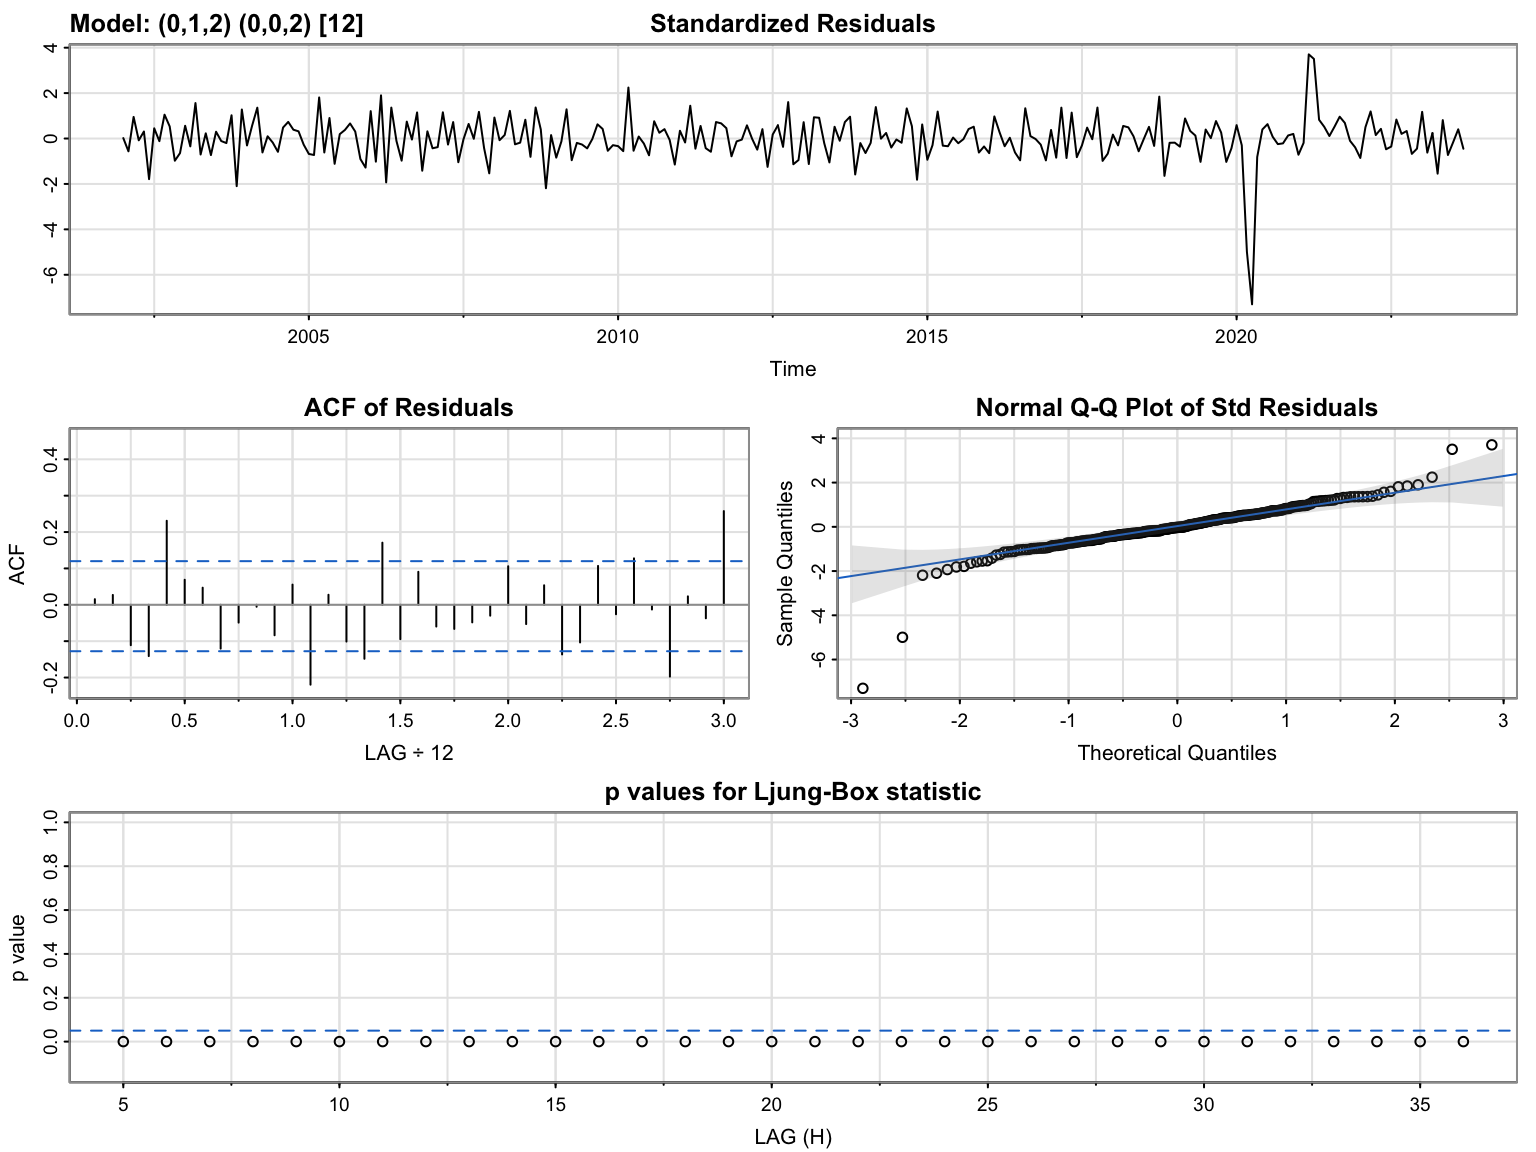 Model: (0,1,2) (0,0,2) [12] Standardized Residuals
4
2
0
-2
-4
-6
2005 2010 2015 2020
Time
ACF of Residuals
ACF
0.4
0.2
0.0
-0.2
0.0 0.5 1.0 1.5 2.0 2.5 3.0
LAG ÷ 12
Normal Q-Q Plot of Std Residuals
Sample Quantiles
4
2
0
-2
-4
-6
-3 -2 -1 0 1 2 3
Theoretical Quantiles
p values for Ljung-Box statistic
p value
1.0
0.8
0.6
0.4
0.2
0.0
5 10 15 20 25 30 35
LAG (H)